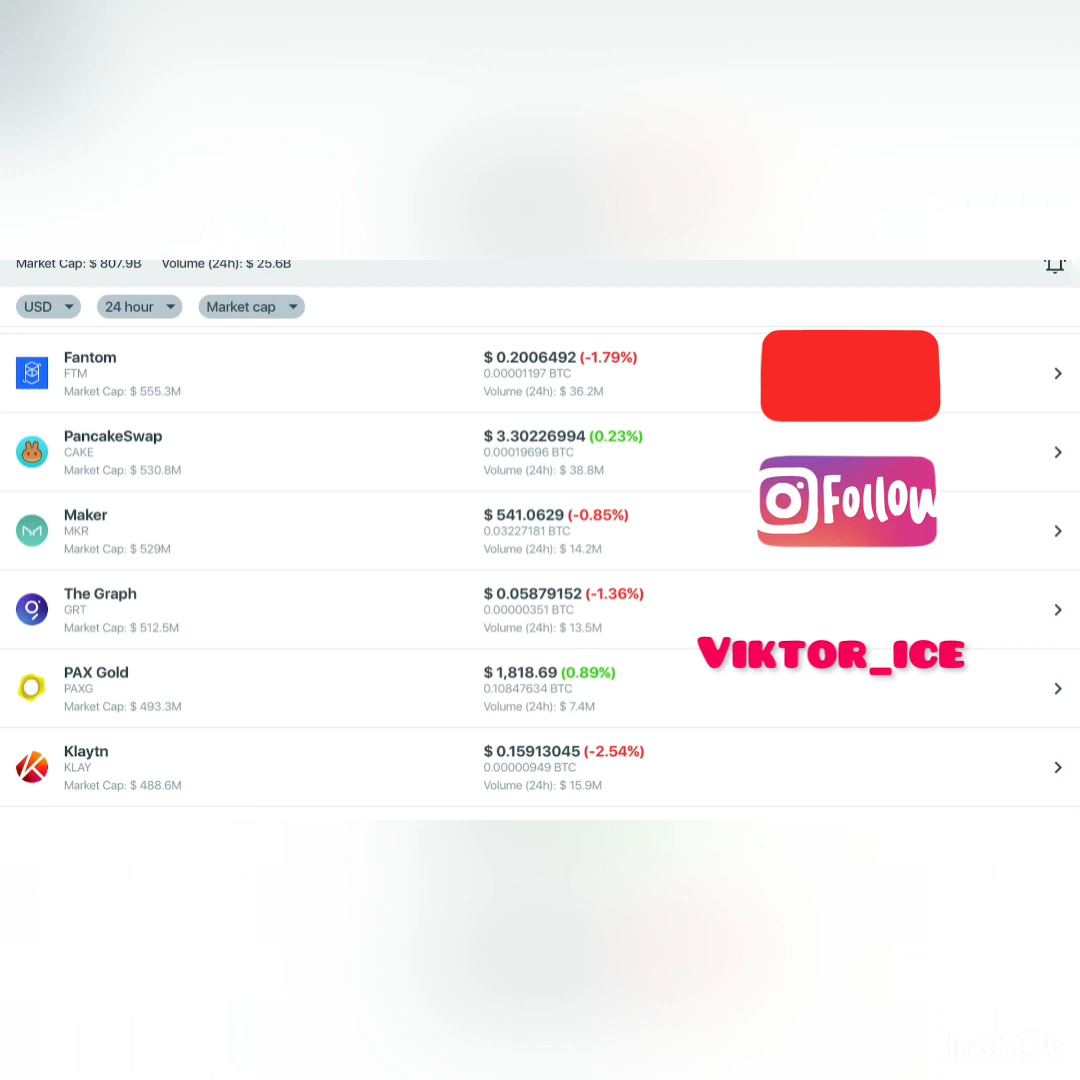 Market Cap: $ 807.9B Volume (24h): $ 25.6B
USD 24 hour Market cap
Fantom $ 0.2006492 (-1.79%)
FTM 0.00001197 BTC
Market Cap: $ 555.3M Volume (24h): $ 36.2M
PancakeSwap $ 3.30226994 (0.23%)
CAKE 0.00019696 BTC
Market Cap: $ 530.8M Volume (24h): $ 38.8M
Follow
Maker $ 541.0629 (-0.85%)
MKR 0.03227181 BTC
Market Cap: $ 529M Volume (24h): $ 14.2M
The Graph $ 0.05879152 (-1.36%)
GRT 0.00000351 BTC
Market Cap: $ 512.5M Volume (24h): $ 13.5M
VIKTOR_ICE
PAX Gold $ 1,818.69 (0.89%)
PAXG 0.10847634 BTC
Market Cap: $ 493.3M Volume (24h): $ 7.4M
Klaytn $ 0.15913045 (-2.54%)
KLAY 0.00000949 BTC
Market Cap: $ 488.6M Volume (24h): $ 15.9M
InShOt